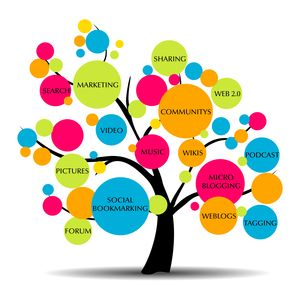 SHARING
MARKETING
SEARCH
WEB 2.0
COMMUNITYS
VIDEO
MUSIC
WIKIS
PODCAST
PICTURES
MICRO
BLOGGING
SOCIAL
BOOKMARKING
WEBLOGS
TAGGING
FORUM